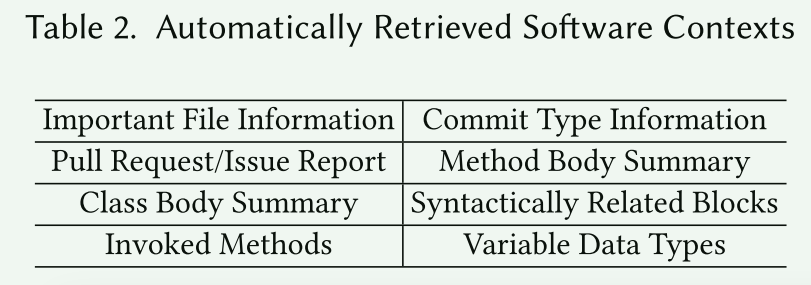 Table 2. Automatically Retrieved Software Contexts
Important File Information Commit Type Information
Pull Request/Issue Report Method Body Summary
Class Body Summary Syntactically Related Blocks
Invoked Methods Variable Data Types